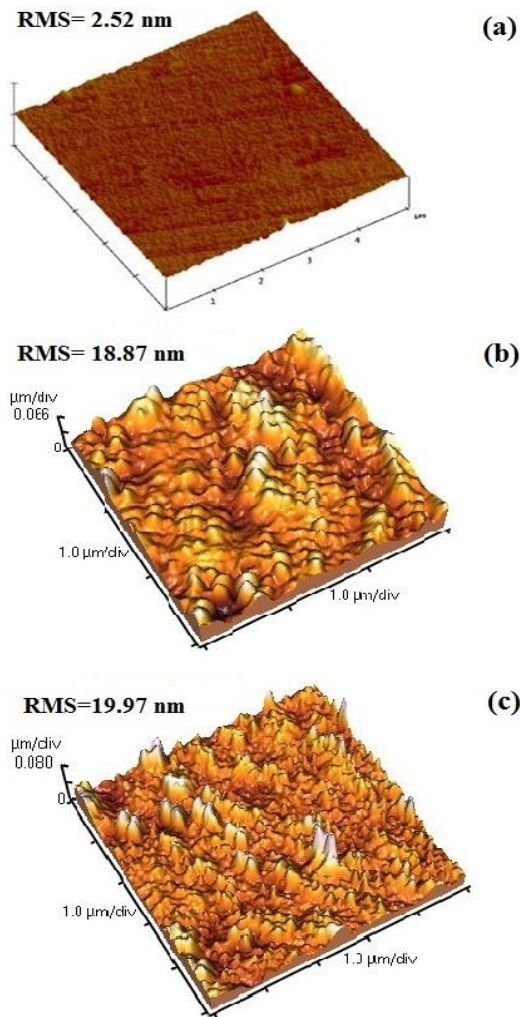 RMS= 2.52 nm
(a)
1
2
3
4
µm
RMS= 18.87 nm
(b)
µm/div
0.066
0
1.0 µm/div
1.0 µm/div
RMS=19.97 nm
(c)
µm/div
0.080
0
1.0 µm/div
1.0 µm/div